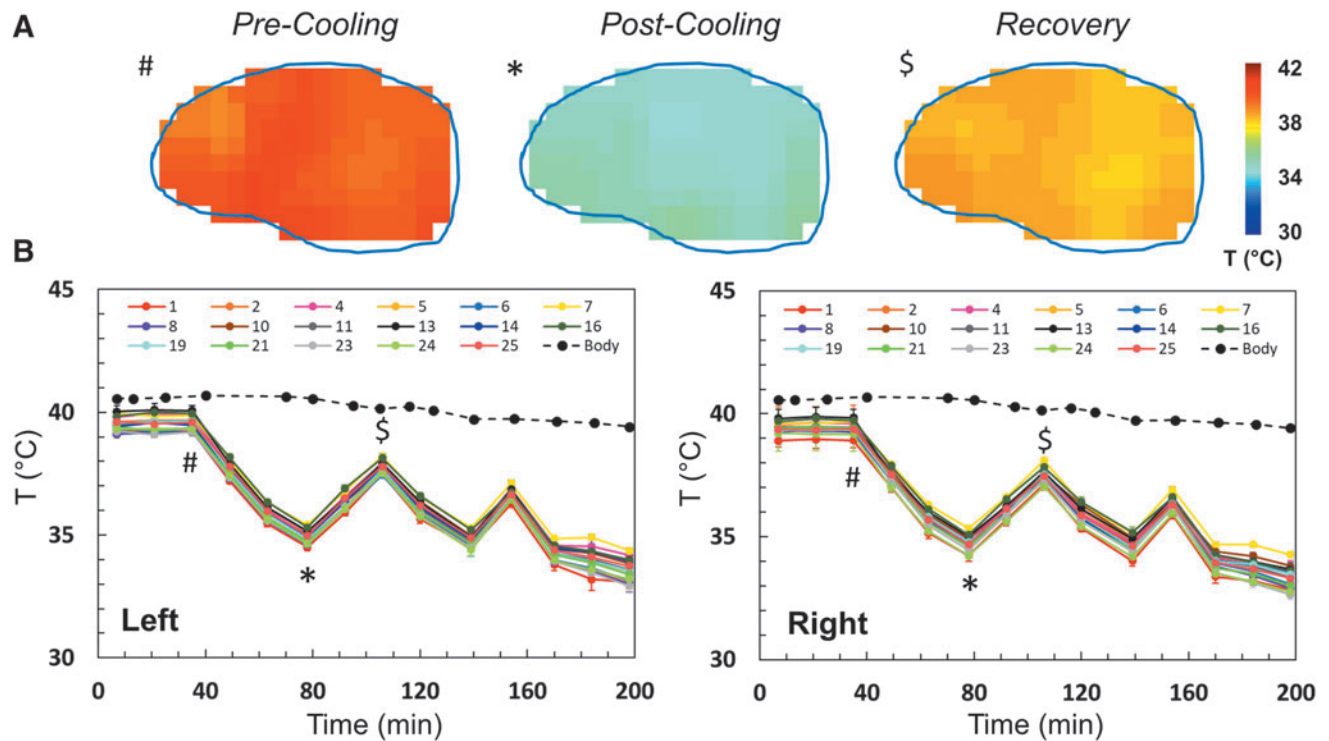 A
Pre-Cooling
Post-Cooling
Recovery
#
*
$
42
38
34
30
T (°C)
B
45
40
35
30
T (°C)
1 2 4 5 6 7
8 10 11 13 14 16
19 21 23 24 25 Body
#
*
$
Left
0 40 80 120 160 200
Time (min)
45
40
35
30
T (°C)
1 2 4 5 6 7
8 10 11 13 14 16
19 21 23 24 25 Body
#
*
$
Right
0 40 80 120 160 200
Time (min)